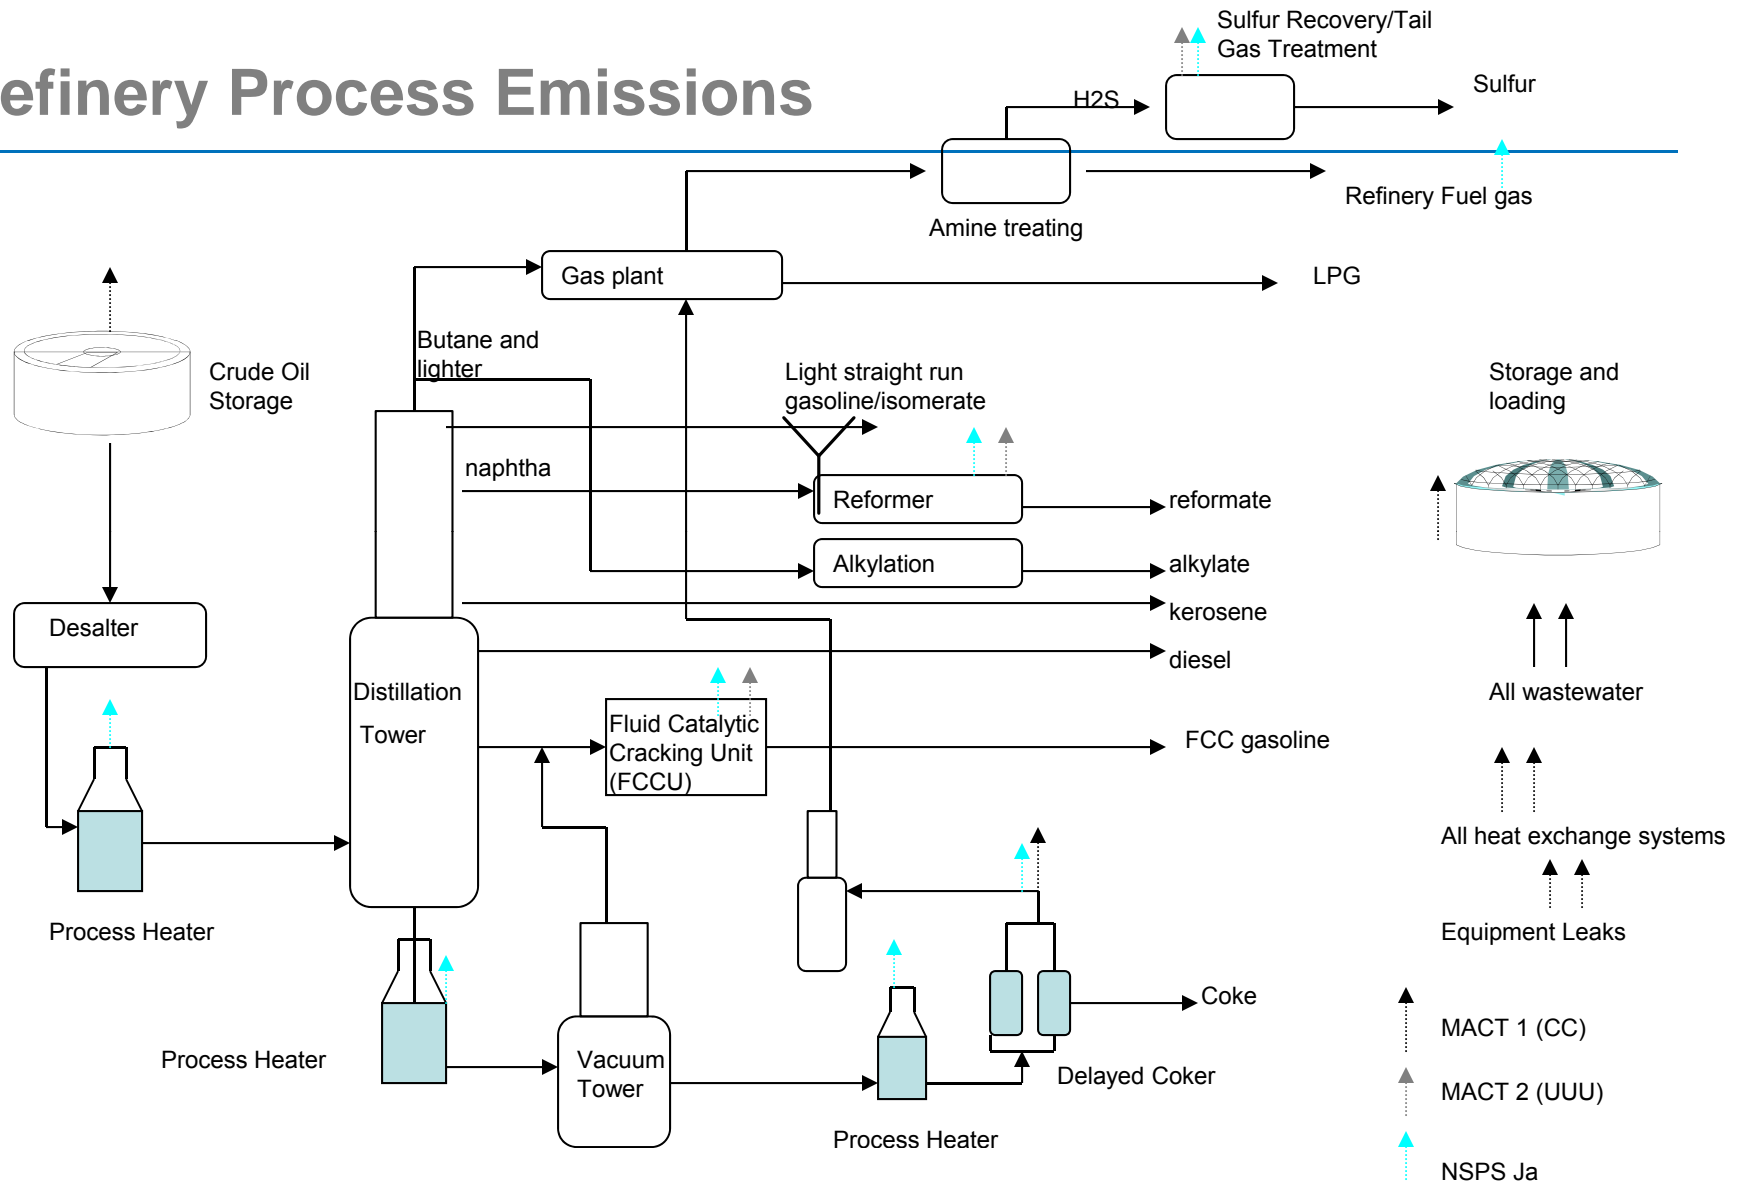 efinery Process Emissions
Sulfur Recovery/Tail
Gas Treatment
H2S
Sulfur
Refinery Fuel gas
Amine treating
Gas plant
LPG
Butane and
lighter
Crude Oil
Storage
Light straight run
gasoline/isomerate
Storage and
loading
naphtha
Reformer
reformate
Alkylation
alkylate
kerosene
Desalter
diesel
Distillation
Tower
All wastewater
Fluid Catalytic
Cracking Unit
(FCCU)
FCC gasoline
All heat exchange systems
Process Heater
Equipment Leaks
Coke
Process Heater
Vacuum
Tower
Delayed Coker
Process Heater
MACT 1 (CC)
MACT 2 (UUU)
NSPS Ja